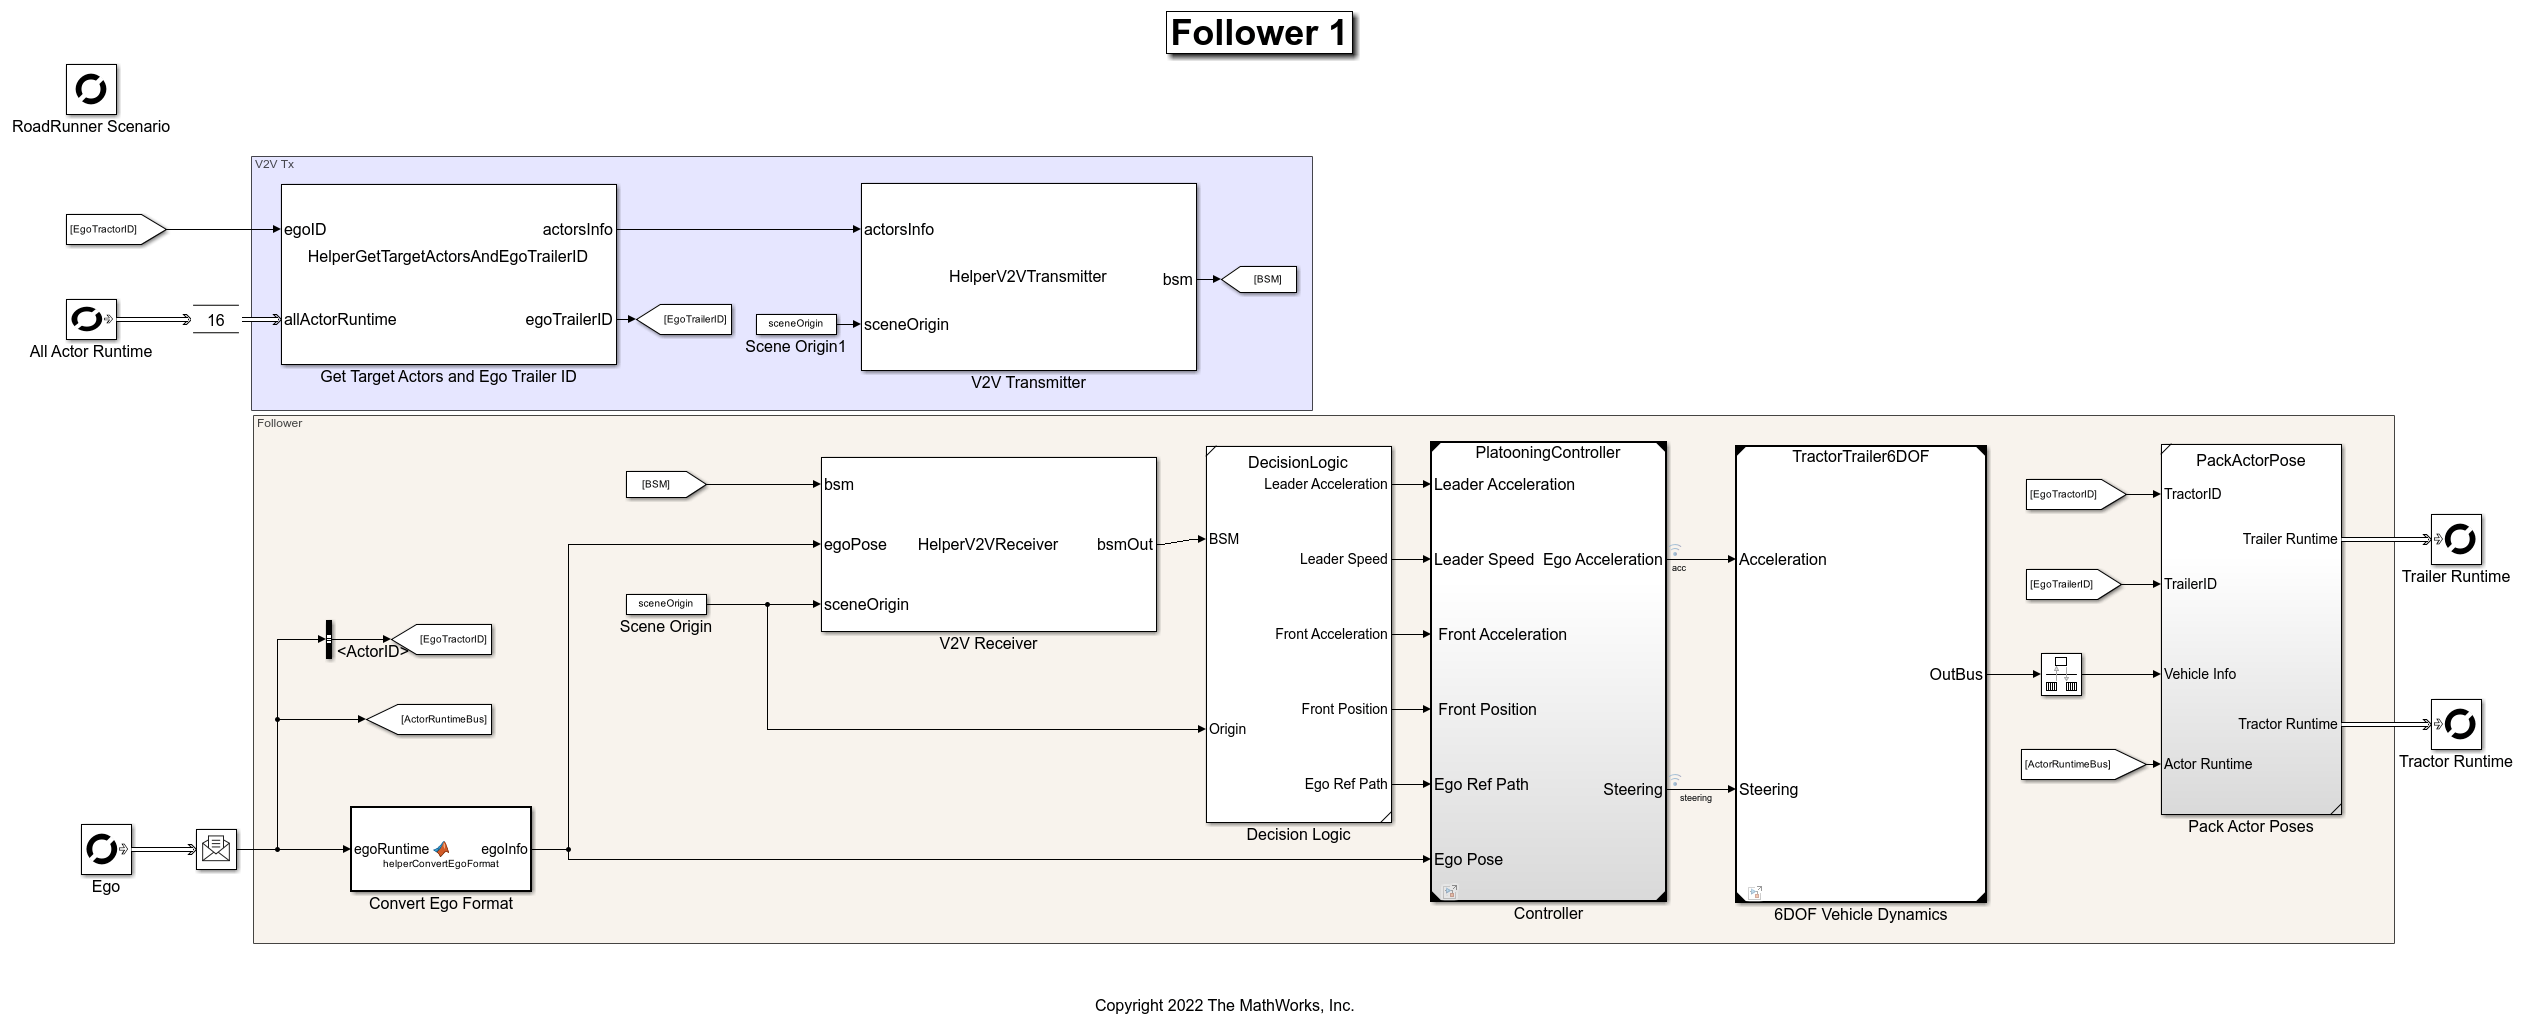 Follower 1
RoadRunner Scenario
V2V Tx
[EgoTractorID]
egoID
actorsInfo
HelperGetTargetActorsAndEgoTrailerID
allActorRuntime
egoTrailerID
16
All Actor Runtime
Get Target Actors and Ego Trailer ID
[EgoTrailerID]
sceneOrigin
Scene Origin1
actorsInfo
HelperV2VTransmitter
bsm
sceneOrigin
V2V Transmitter
[BSM]
Follower
[BSM]
bsm
egoPose
HelperV2VReceiver
bsmOut
sceneOrigin
Scene Origin
sceneOrigin
V2V Receiver
<ActorID>
[EgoTractorID]
[ActorRuntimeBus]
Ego
egoRuntime
egoInfo
helperConvertEgoFormat
Convert Ego Format
DecisionLogic
Leader Acceleration
BSM
Leader Speed
Front Acceleration
Front Position
Origin
Ego Ref Path
Decision Logic
PlatooningController
Leader Acceleration
Leader Speed
Ego Acceleration
Front Acceleration
Front Position
Ego Ref Path
Steering
Ego Pose
Controller
acc
steering
TractorTrailer6DOF
Acceleration
OutBus
Steering
6DOF Vehicle Dynamics
[EgoTractorID]
[EgoTrailerID]
[ActorRuntimeBus]
PackActorPose
TractorID
Trailer Runtime
TrailerID
Vehicle Info
Tractor Runtime
Actor Runtime
Pack Actor Poses
Trailer Runtime
Tractor Runtime
Copyright 2022 The MathWorks, Inc.